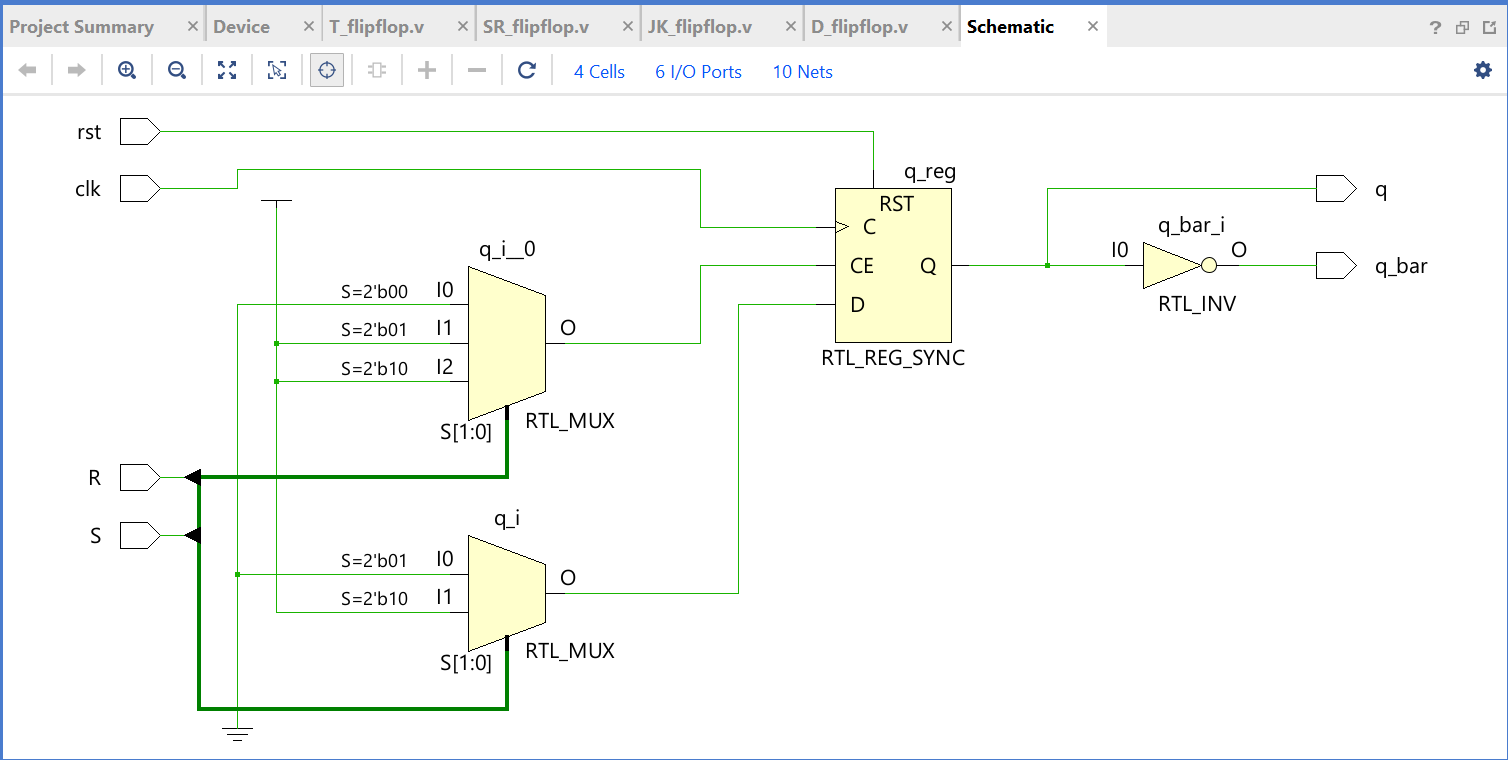 Project Summary × Device × T_flipflop.v × SR_flipflop.v × JK_flipflop.v × D_flipflop.v × Schematic × ?
4 Cells 6 I/O Ports 10 Nets
rst
clk
q_reg
RST
C
CE
D
Q
RTL_REG_SYNC
q
q_bar_i
I0
O
RTL_INV
q_bar
q_i__0
S=2'b00 I0
S=2'b01 I1
S=2'b10 I2
O
S[1:0]
RTL_MUX
R
S
q_i
S=2'b01 I0
S=2'b10 I1
O
S[1:0]
RTL_MUX